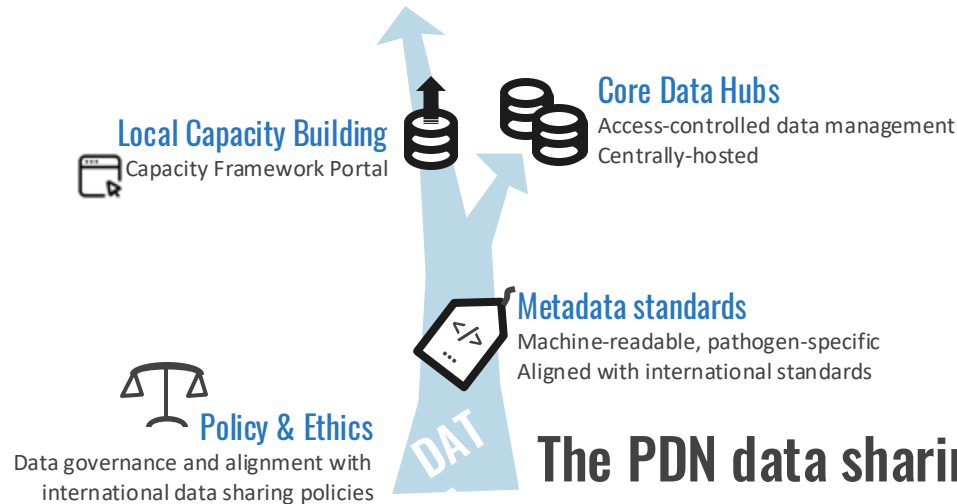 Core Data Hubs
Access-controlled data management
Centrally-hosted
Local Capacity Building
Capacity Framework Portal
Metadata standards
Machine-readable, pathogen-specific
Aligned with international standards
Policy & Ethics
Data governance and alignment with
international data sharing policies
DAT
The PDN data sharin